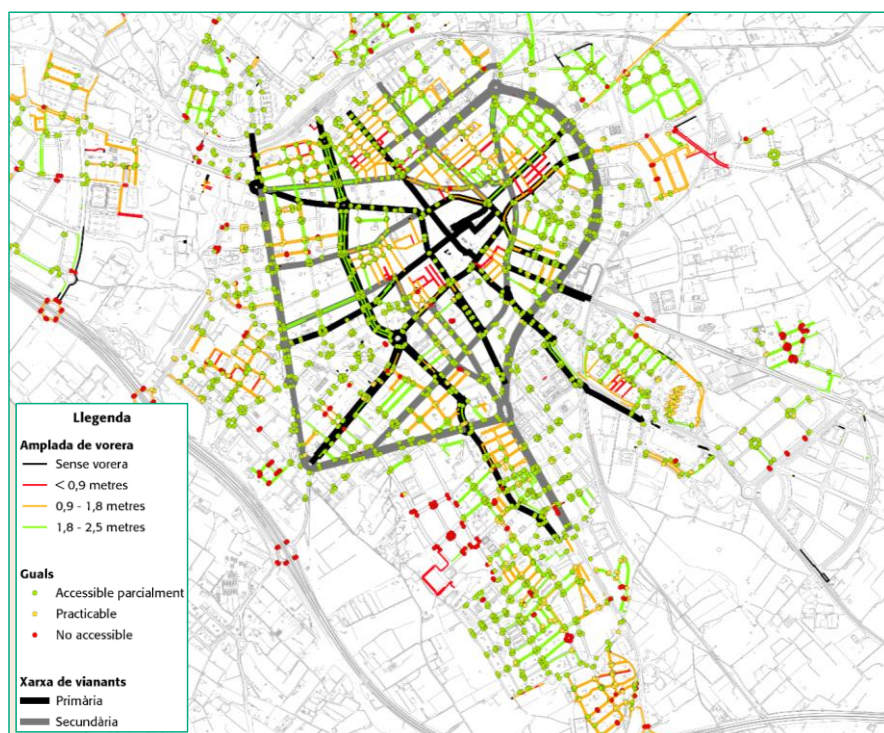 Llegenda
Amplada de vorera
Sense vorera
< 0,9 metres
0,9 - 1,8 metres
1,8 - 2,5 metres
Guals
Accessible parcialment
Practicable
No accessible
Xarxa de vianants
Primària
Secundària